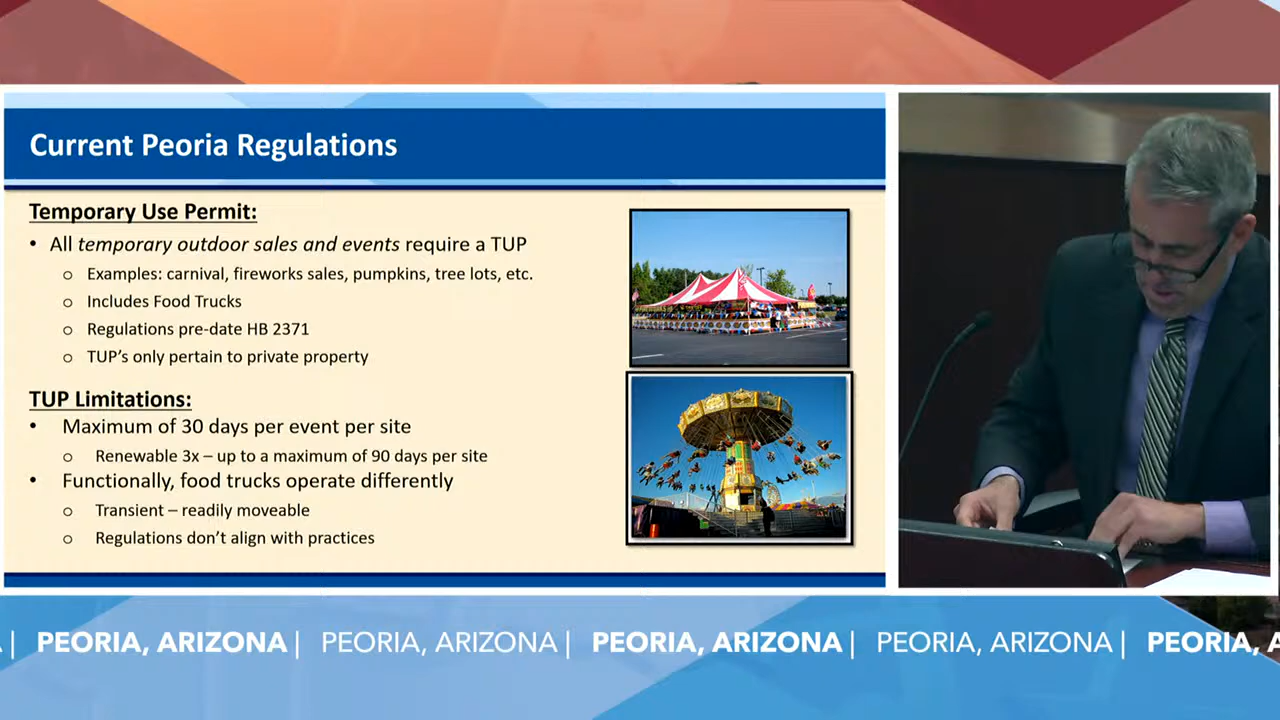 Current Peoria Regulations
Temporary Use Permit:
• All temporary outdoor sales and events require a TUP
o Examples: carnival, fireworks sales, pumpkins, tree lots, etc.
o Includes Food Trucks
o Regulations pre-date HB 2371
o TUP's only pertain to private property
TUP Limitations:
• Maximum of 30 days per event per site
o Renewable 3x – up to a maximum of 90 days per site
• Functionally, food trucks operate differently
o Transient – readily moveable
o Regulations don't align with practices
A | PEORIA, ARIZONA | PEORIA, ARIZONA | PEORIA, ARIZONA | PEORIA, ARIZONA | PEORIA, A